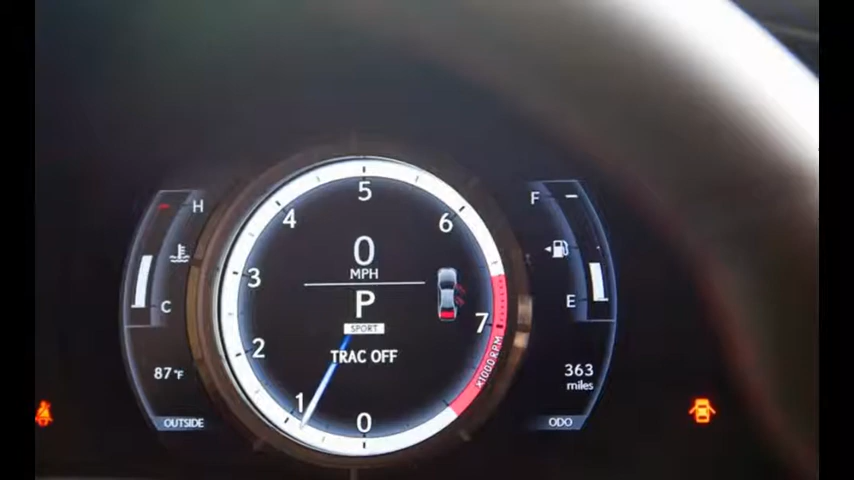 H
C
87°F
OUTSIDE
0
1
2
3
4
5
6
7
x1000 RPM
0
MPH
P
SPORT
TRAC OFF
F
E
363
miles
ODO